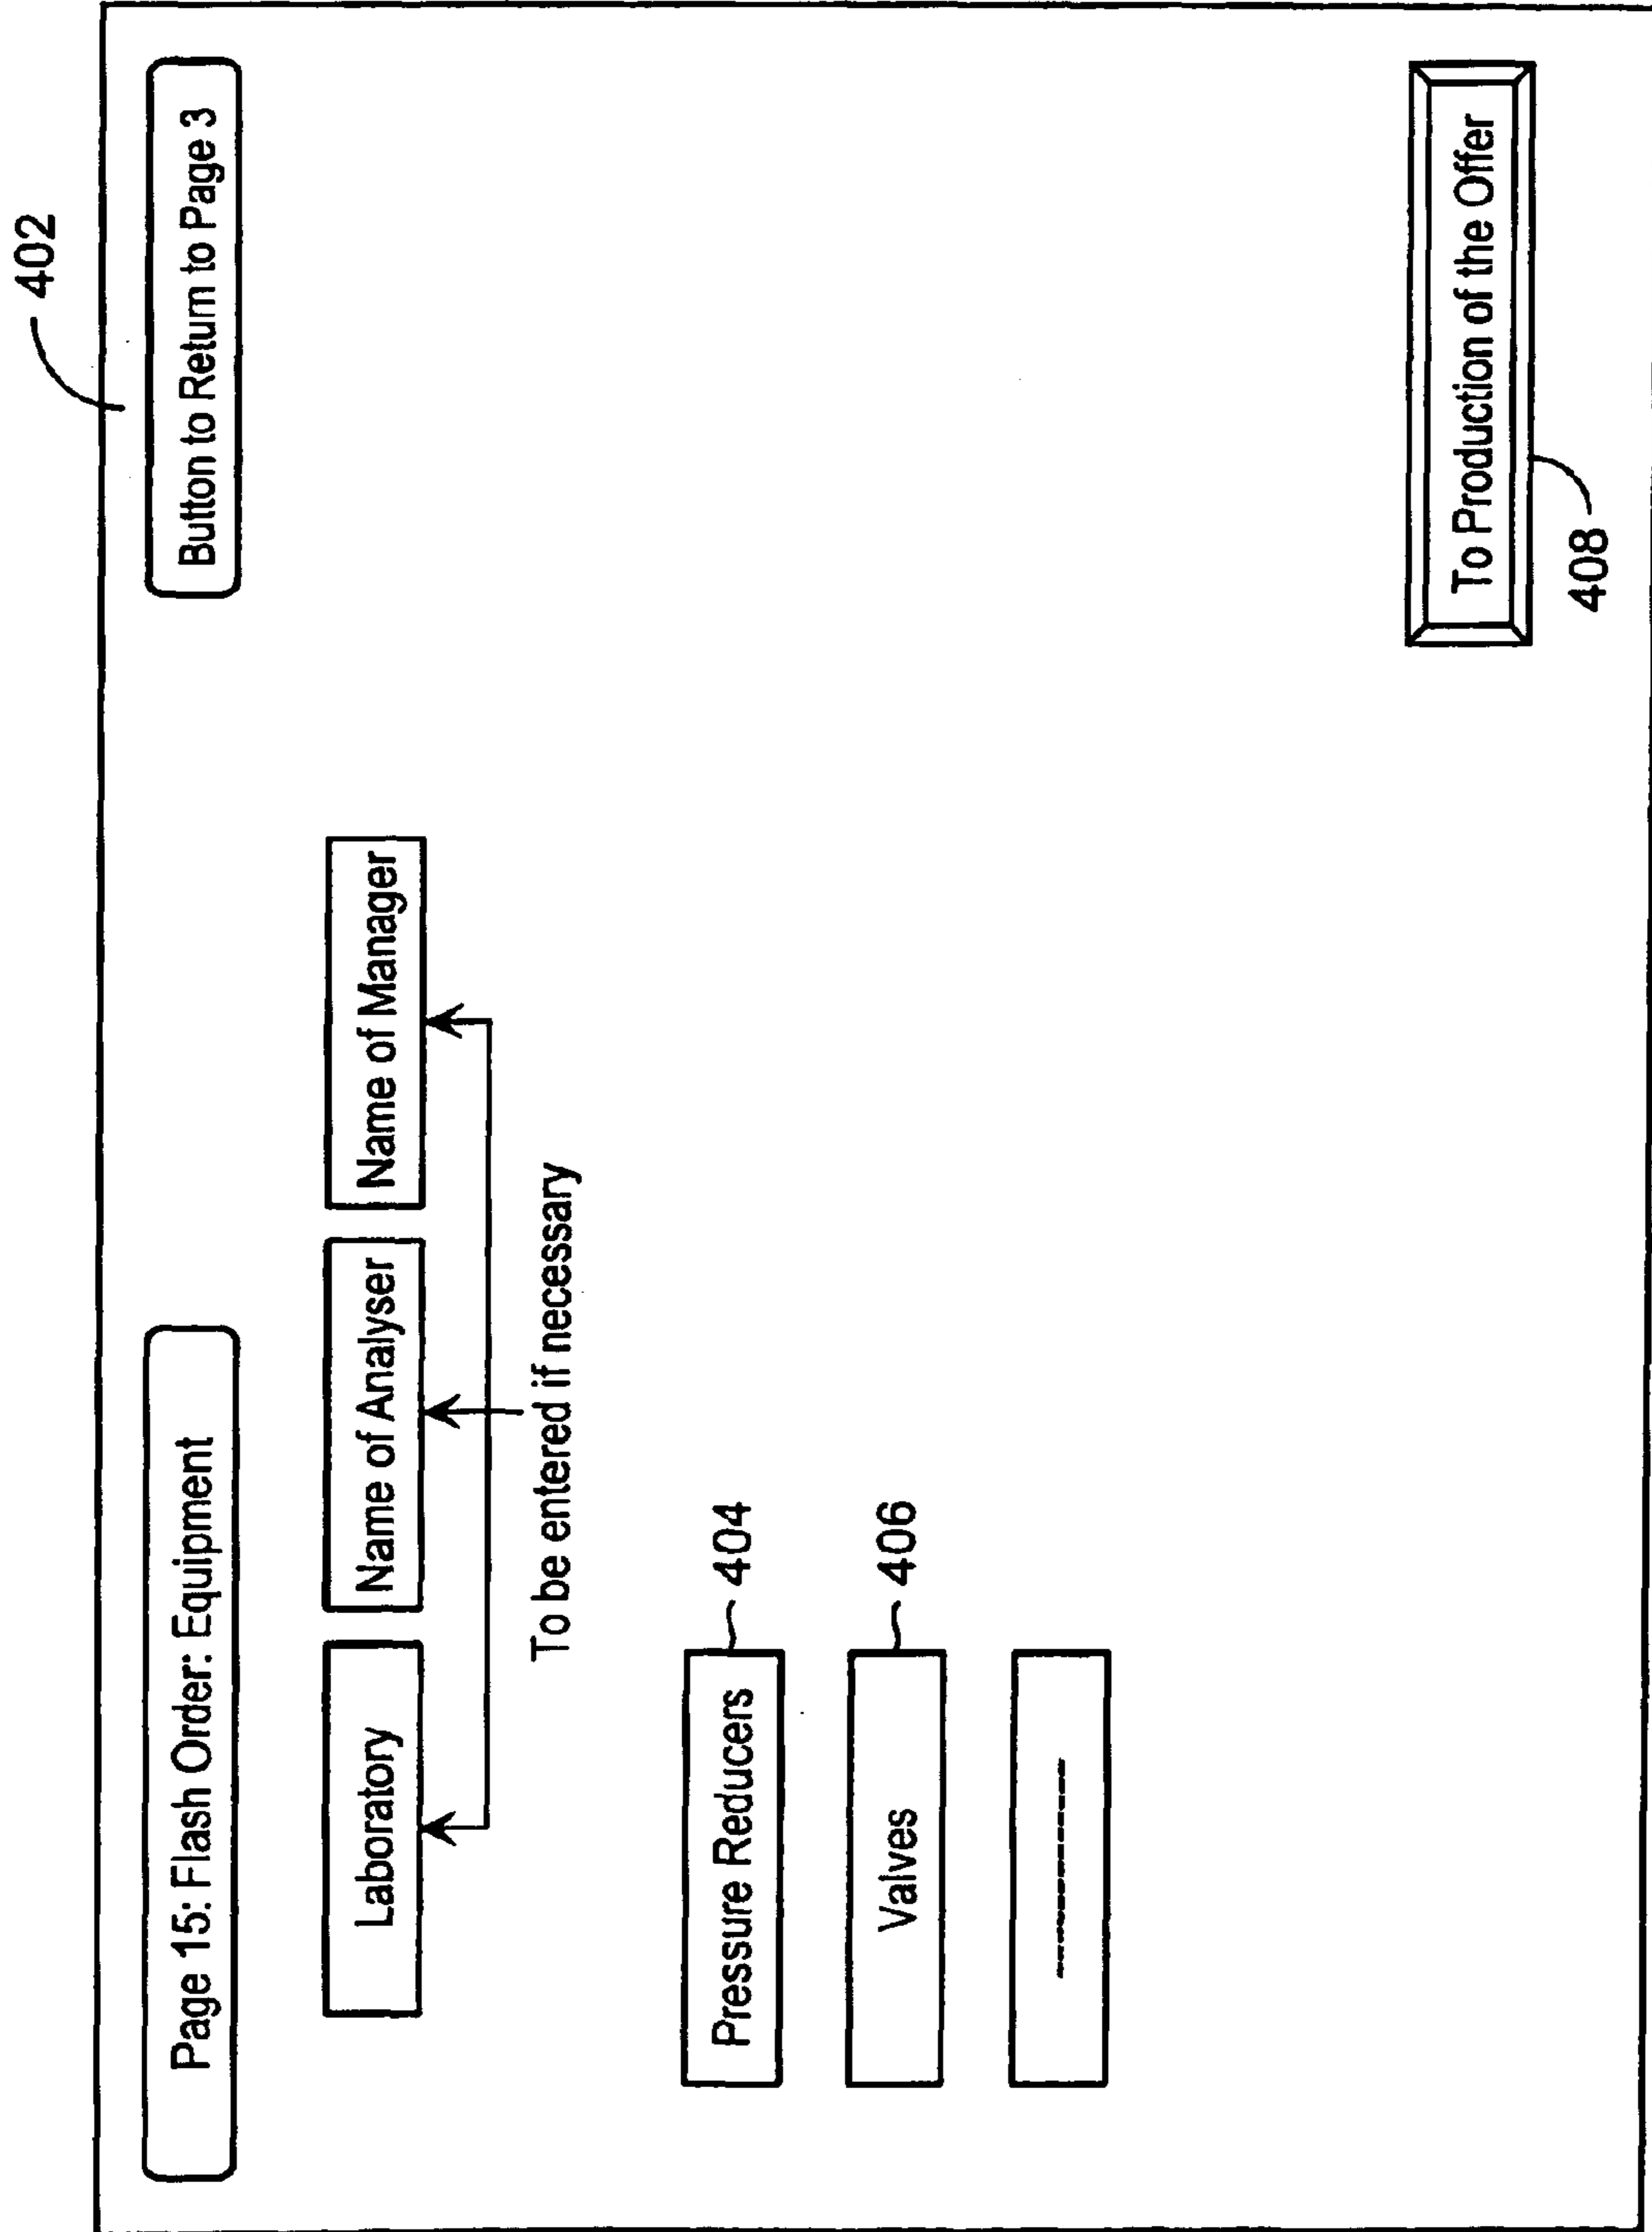 402
Page 15: Flash Order: Equipment
Button to Return to Page 3
Laboratory
Name of Analyser
Name of Manager
To be entered if necessary
Pressure Reducers
404
Valves
406
To Production of the Offer
408